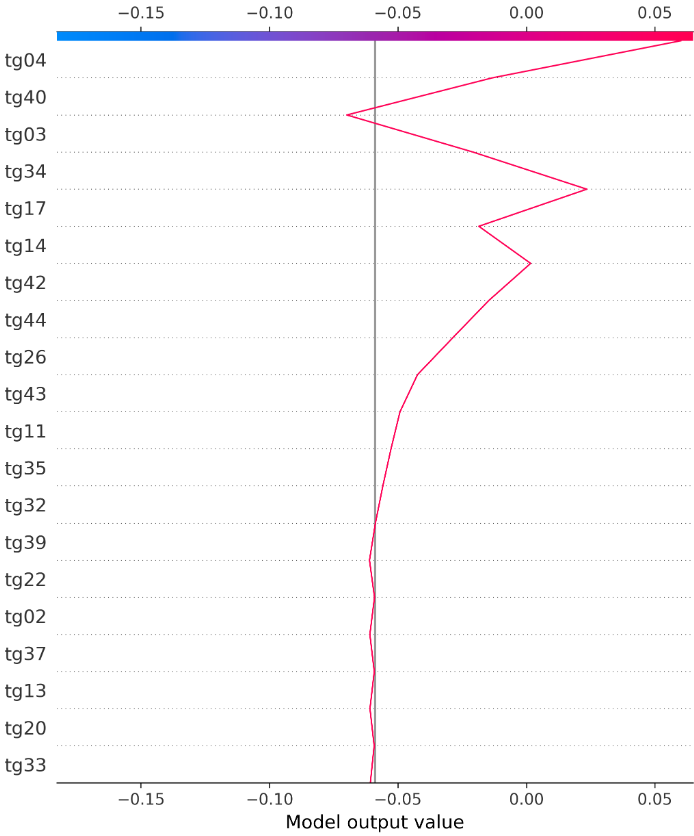 −0.15 −0.10 −0.05 0.00 0.05
tg04
tg40
tg03
tg34
tg17
tg14
tg42
tg44
tg26
tg43
tg11
tg35
tg32
tg39
tg22
tg02
tg37
tg13
tg20
tg33
−0.15 −0.10 −0.05 0.00 0.05
Model output value